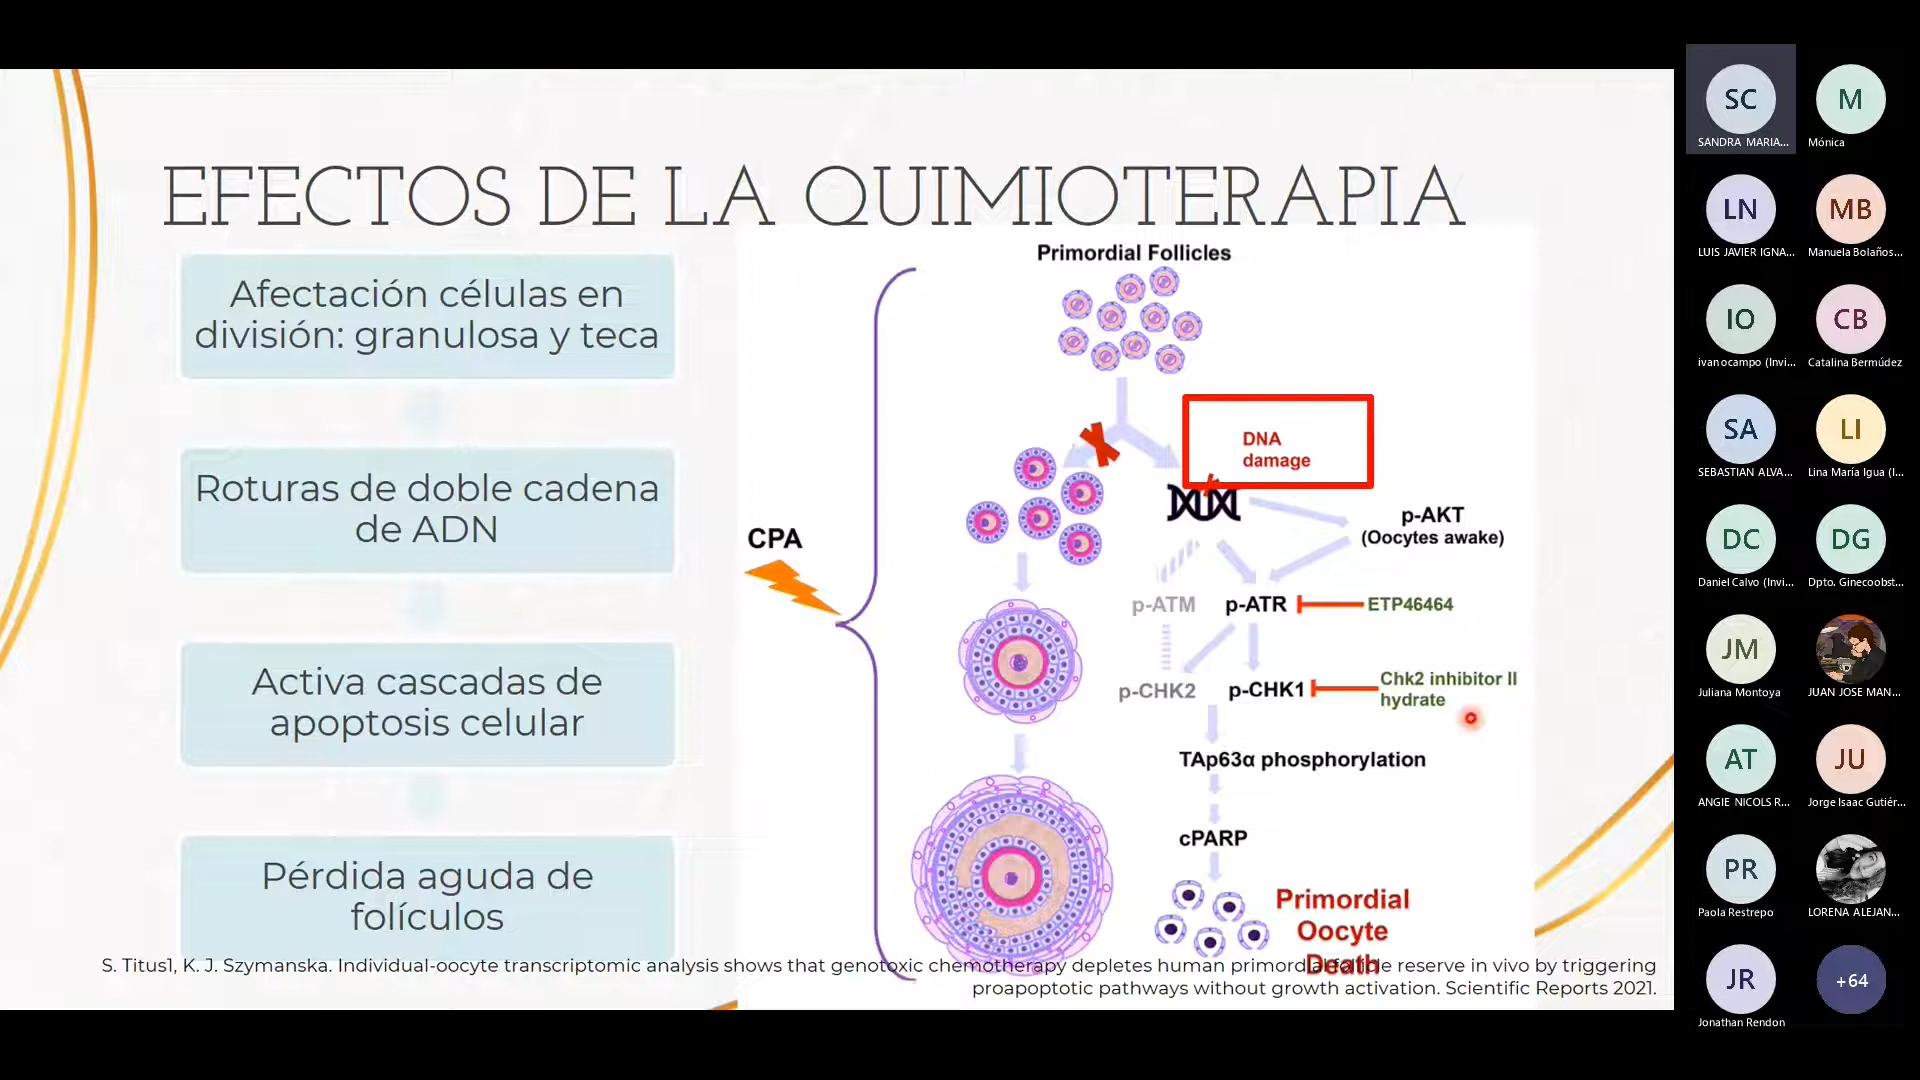 EFECTOS DE LA QUIMIOTERAPIA
Afectación células en
división: granulosa y teca
Roturas de doble cadena
de ADN
Activa cascadas de
apoptosis celular
Pérdida aguda de
folículos
CPA
Primordial Follicles
DNA
damage
p-AKT
(Oocytes awake)
p-ATM
p-ATR
ETP46464
p-CHK2
p-CHK1
Chk2 inhibitor II
hydrate
TAp63α phosphorylation
cPARP
Primordial
Oocyte
Death
S. Titus1, K. J. Szymanska. Individual-oocyte transcriptomic analysis shows that genotoxic chemotherapy depletes human primordial follicle reserve in vivo by triggering
proapoptotic pathways without growth activation. Scientific Reports 2021.
SC
SANDRA MARIA...
M
Mónica
LN
LUIS JAVIER IGNA...
MB
Manuela Bolaños...
IO
ivan ocampo (Invi...
CB
Catalina Bermúdez
SA
SEBASTIAN ALVA...
LI
Lina María Igua (I...
DC
Daniel Calvo (Invi...
DG
Dpto. Ginecoobst...
JM
Juliana Montoya
JUAN JOSE MAN...
AT
ANGIE NICOLS R...
JU
Jorge Isaac Gutiér...
PR
Paola Restrepo
LORENA ALEJAN...
JR
Jonathan Rendon
+64